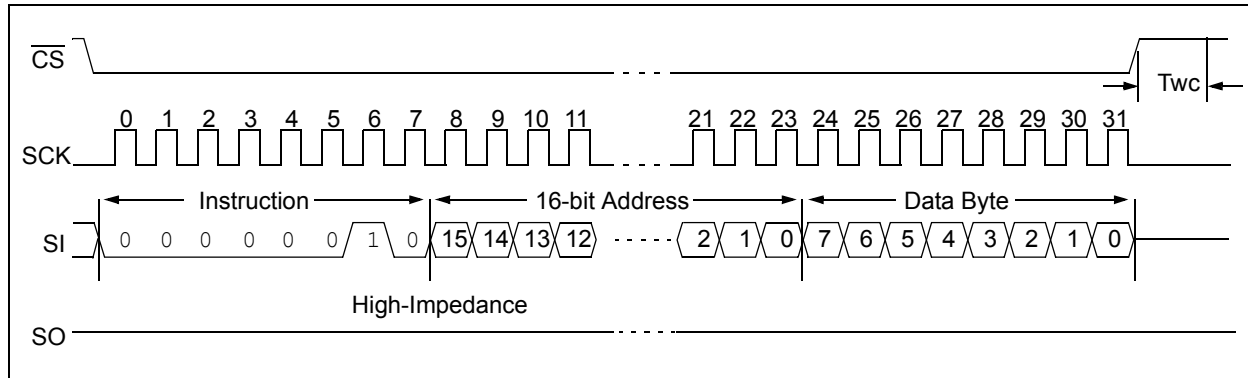 CS
Twc
0 1 2 3 4 5 6 7 8 9 10 11 21 22 23 24 25 26 27 28 29 30 31
SCK
Instruction 16-bit Address Data Byte
SI 0 0 0 0 0 0 1 0 15 14 13 12 2 1 0 7 6 5 4 3 2 1 0
High-Impedance
SO